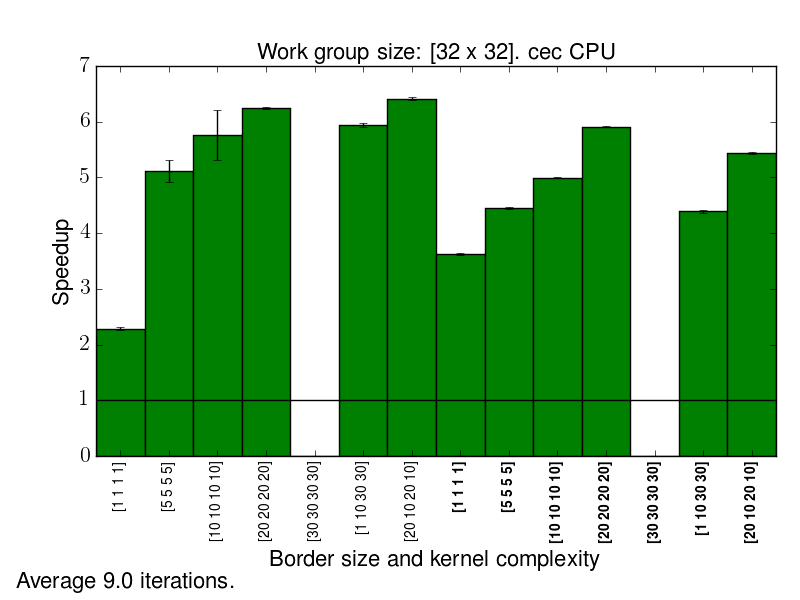 Work group size: [32 x 32]. cec CPU
7
6
5
4
3
2
1
0
Speedup
[1 1 1 1]
[5 5 5 5]
[10 10 10 10]
[20 20 20 20]
[30 30 30 30]
[1 10 30 30]
[20 10 20 10]
[1 1 1 1]
[5 5 5 5]
[10 10 10 10]
[20 20 20 20]
[30 30 30 30]
[1 10 30 30]
[20 10 20 10]
Border size and kernel complexity
Average 9.0 iterations.